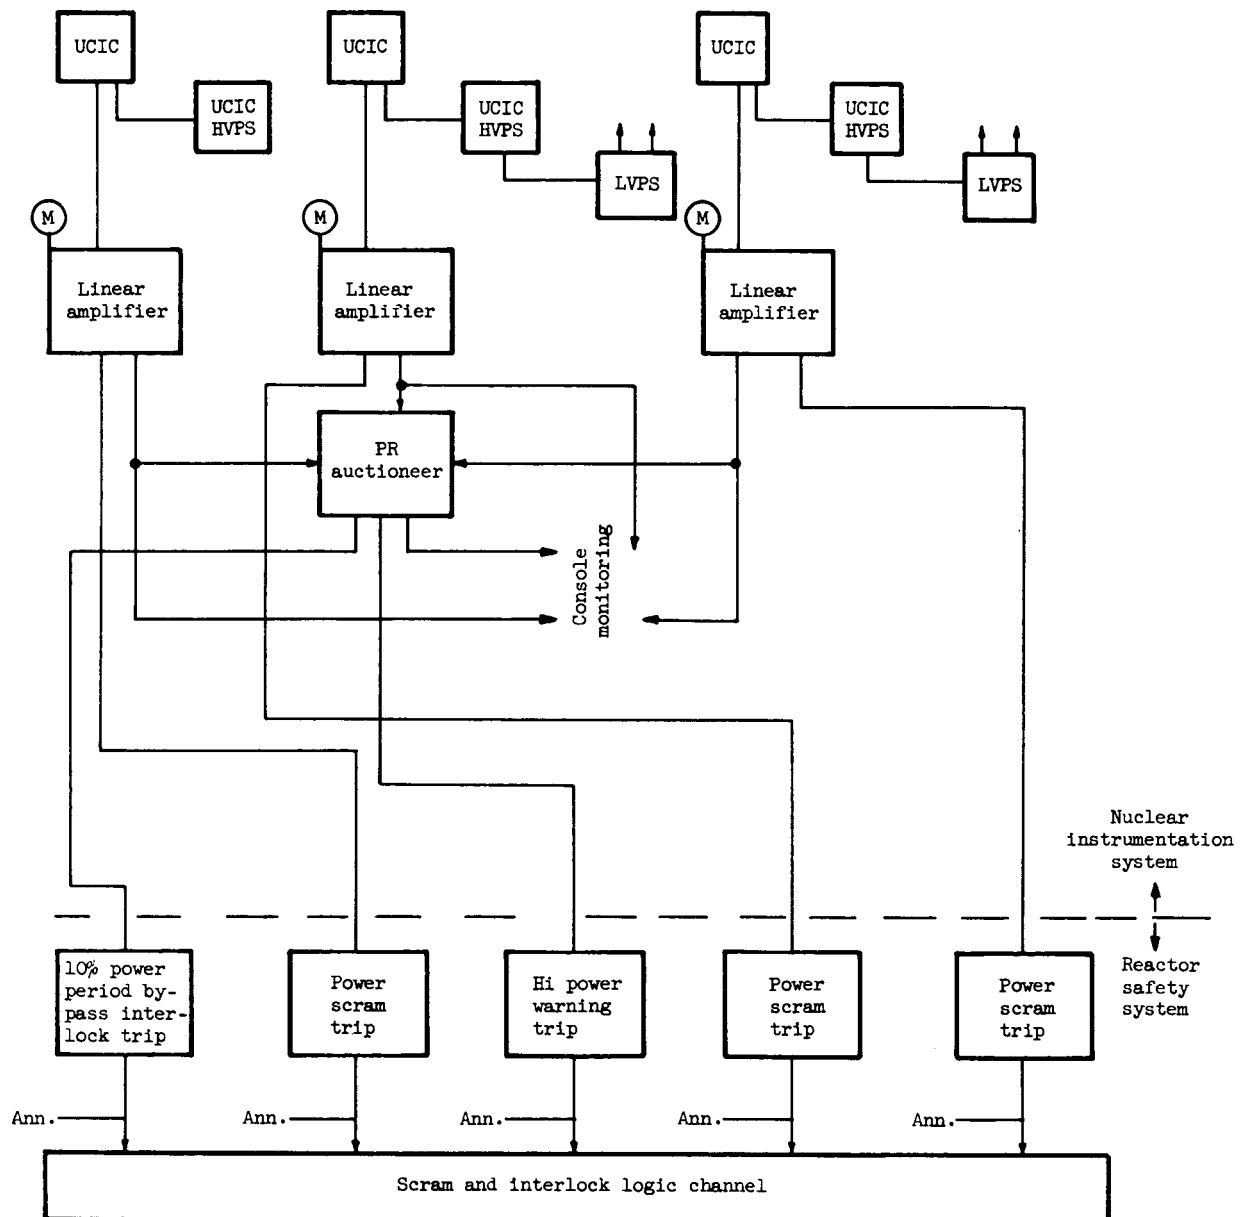 UCIC
UCIC
UCIC
UCIC
HVPS
UCIC
HVPS
UCIC
HVPS
LVPS
LVPS
M
M
M
Linear
amplifier
Linear
amplifier
Linear
amplifier
PR
auctioneer
Console
monitoring
Nuclear
instrumentation
system
Reactor
safety
system
10% power
period by-
pass inter-
lock trip
Power
scram
trip
Hi power
warning
trip
Power
scram
trip
Power
scram
trip
Ann.
Ann.
Ann.
Ann.
Ann.
Scram and interlock logic channel